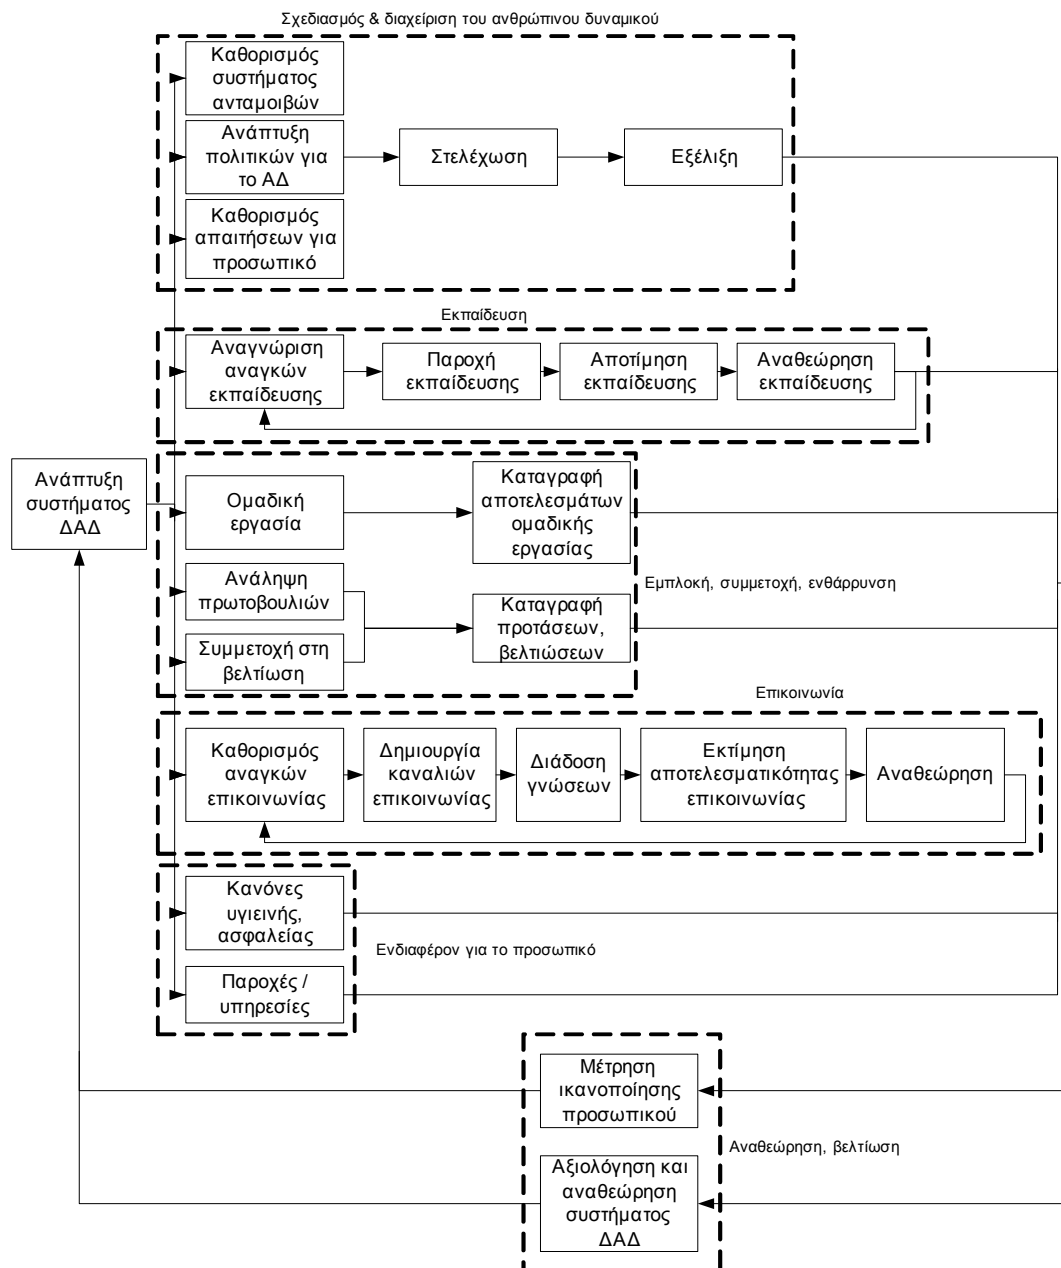 Σχεδιασμός & διαχείριση του ανθρώπινου δυναμικού
Καθορισμός
συστήματος
ανταμοιβών
Ανάπτυξη
πολιτικών για
το ΑΔ
Στελέχωση
Εξέλιξη
Καθορισμός
απαιτήσεων για
προσωπικό
Εκπαίδευση
Αναγνώριση
αναγκών
εκπαίδευσης
Παροχή
εκπαίδευσης
Αποτίμηση
εκπαίδευσης
Αναθεώρηση
εκπαίδευσης
Ανάπτυξη
συστήματος
ΔΑΔ
Ομαδική
εργασία
Καταγραφή
αποτελεσμάτων
ομαδικής
εργασίας
Εμπλοκή, συμμετοχή, ενθάρρυνση
Ανάληψη
πρωτοβουλιών
Συμμετοχή στη
βελτίωση
Καταγραφή
προτάσεων,
βελτιώσεων
Επικοινωνία
Καθορισμός
αναγκών
επικοινωνίας
Δημιουργία
καναλιών
επικοινωνίας
Διάδοση
γνώσεων
Εκτίμηση
αποτελεσματικότητας
επικοινωνίας
Αναθεώρηση
Κανόνες
υγιεινής,
ασφαλείας
Ενδιαφέρον για το προσωπικό
Παροχές /
υπηρεσίες
Μέτρηση
ικανοποίησης
προσωπικού
Αναθεώρηση, βελτίωση
Αξιολόγηση και
αναθεώρηση
συστήματος
ΔΑΔ